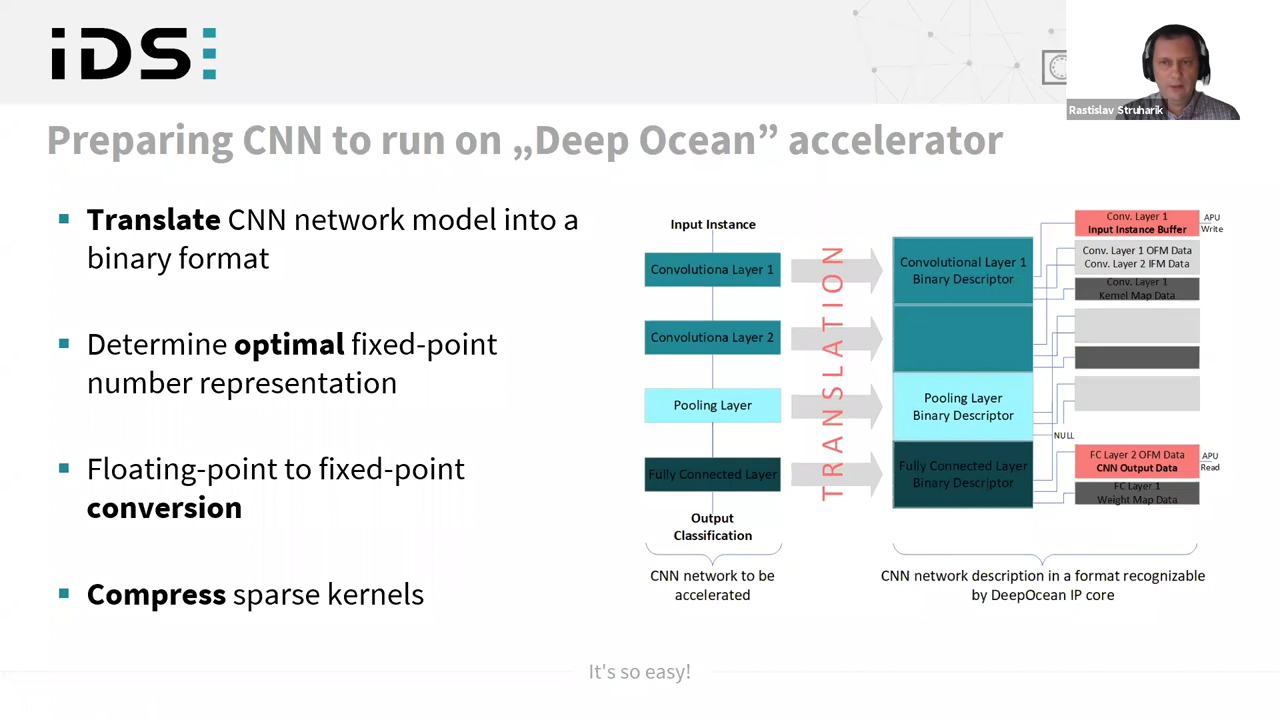 iDS
Rastislav Struharik
Preparing CNN to run on „Deep Ocean” accelerator
Translate CNN network model into a
binary format
Determine optimal fixed-point
number representation
Floating-point to fixed-point
conversion
Compress sparse kernels
Input Instance
Convolutiona Layer 1
Convolutiona Layer 2
Pooling Layer
Fully Connected Layer
Output
Classification
CNN network to be
accelerated
TRANSLATION
Convolutional Layer 1
Binary Descriptor
Pooling Layer
Binary Descriptor
Fully Connected Layer
Binary Descriptor
Conv. Layer 1
Input Instance Buffer
APU
Write
Conv. Layer 1 OFM Data
Conv. Layer 2 IFM Data
Conv. Layer 1
Kernel Map Data
NULL
FC Layer 2 OFM Data
CNN Output Data
APU
Read
FC Layer 1
Weight Map Data
CNN network description in a format recognizable
by DeepOcean IP core
It's so easy!